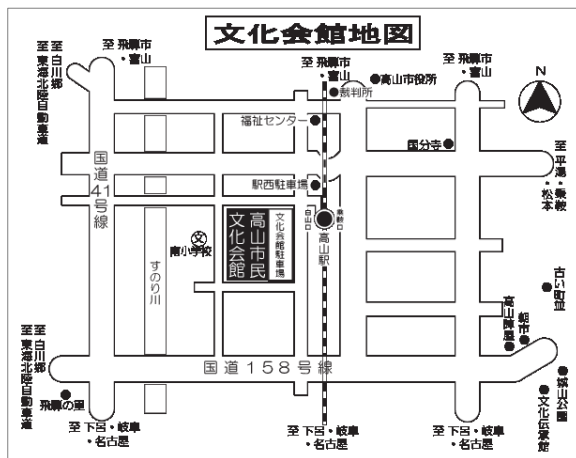 文化会館地図
至 白川郷
至 東海北陸自動車道
至 飛騨市
・富山
至 飛騨市
・富山
高山市役所
至 飛騨市
・富山
N
裁判所
福祉センター
国分寺
至 平湯・乗鞍
・松本
国道41号線
駅西駐車場
南小学校
文
高山市民
文化会館
文化会館駐車場
白山口
乗鞍口
高山駅
すのり川
古い町並
朝市
高山陣屋
至 白川郷
至 東海北陸自動車道
国道158号線
飛騨の里
城山公園
文化伝承館
至 下呂・岐阜
・名古屋
至 下呂・岐阜
・名古屋
至 下呂・岐阜
・名古屋